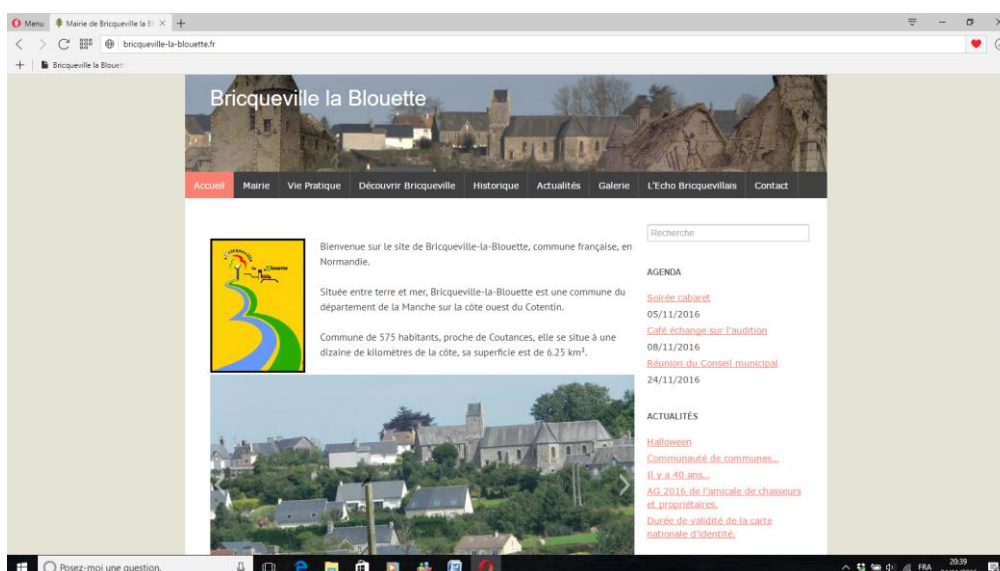 Menu
Mairie de Bricqueville la Bl
bricqueville-la-blouette.fr
Bricqueville la Blouett
Bricqueville la Blouette
Accueil Mairie Vie Pratique Découvrir Bricqueville Historique Actualités Galerie L'Echo Bricquevillais Contact
Bienvenue sur le site de Bricqueville-la-Blouette, commune française, en
Normandie.
Située entre terre et mer, Bricqueville-la-Blouette est une commune du
département de la Manche sur la côte ouest du Cotentin.
Commune de 575 habitants, proche de Coutances, elle se situe à une
dizaine de kilomètres de la côte, sa superficie est de 6.25 km².
Recherche
AGENDA
Soirée cabaret
05/11/2016
Café échange sur l'audition
08/11/2016
Réunion du Conseil municipal
24/11/2016
ACTUALITÉS
Halloween
Communauté de communes...
Il y a 40 ans...
AG 2016 de l'amicale de chasseurs
et propriétaires.
Durée de validité de la carte
nationale d'identité.
Posez-moi une question.
FRA
20:39